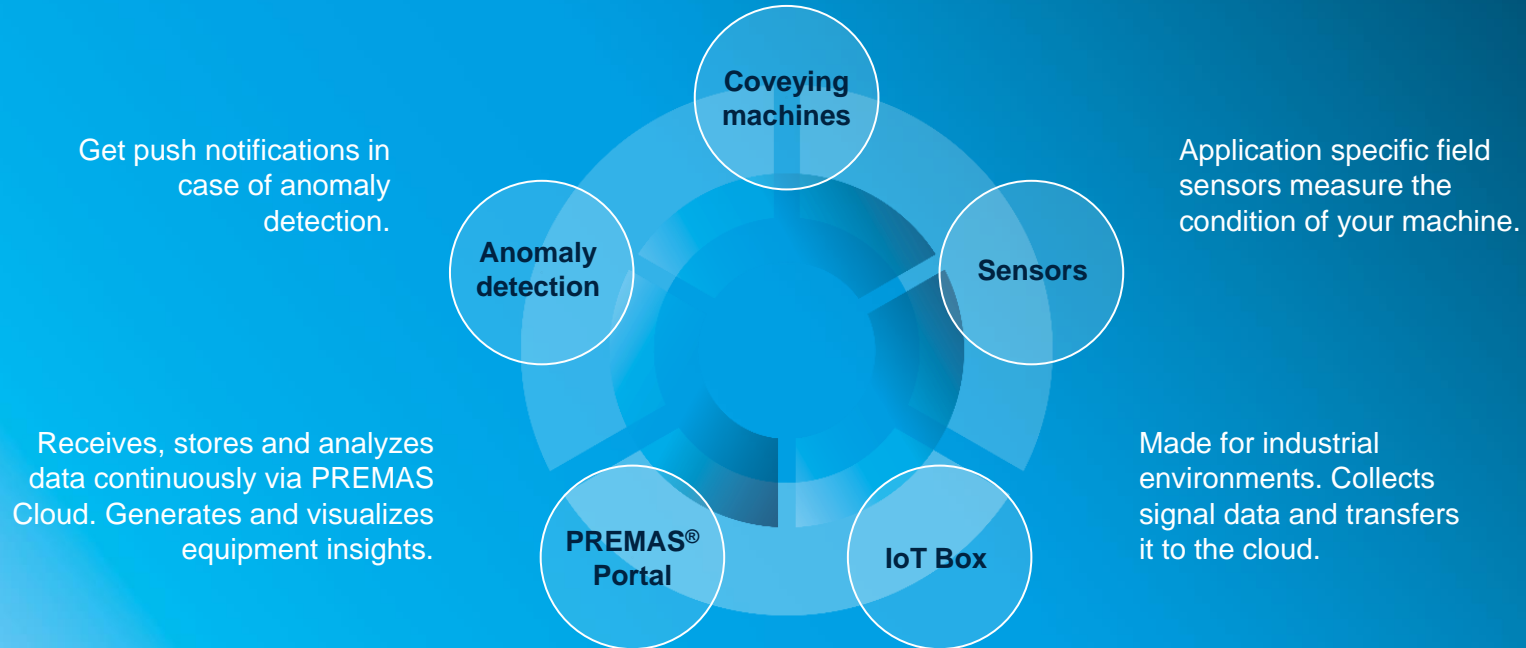 Coveying
machines
Get push notifications in
case of anomaly
detection.
Application specific field
sensors measure the
condition of your machine.
Anomaly
detection
Sensors
Receives, stores and analyzes
data continuously via PREMAS
Cloud. Generates and visualizes
equipment insights.
Made for industrial
environments. Collects
signal data and transfers
it to the cloud.
PREMAS®
Portal
IoT Box